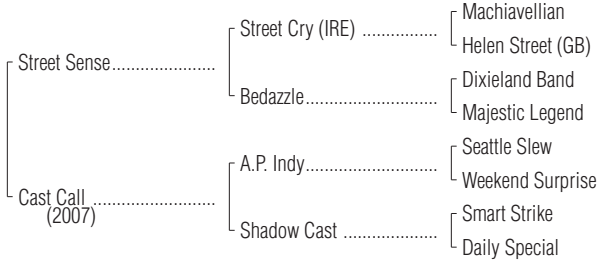 Machiavellian
Street Cry (IRE) ..................
Helen Street (GB)
Street Sense........................
Dixieland Band
Bedazzle...............................
Majestic Legend
Seattle Slew
A.P. Indy...............................
Weekend Surprise
Cast Call ............................
(2007)
Smart Strike
Shadow Cast ......................
Daily Special